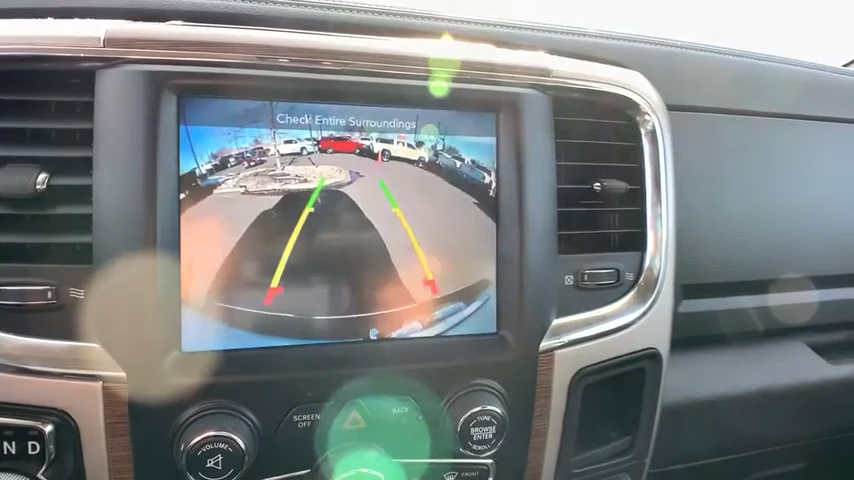 Check Entire Surroundings
N D
VOLUME
SCREEN OFF
BACK
TUNE
BROWSE
ENTER
SCROLL
FRONT